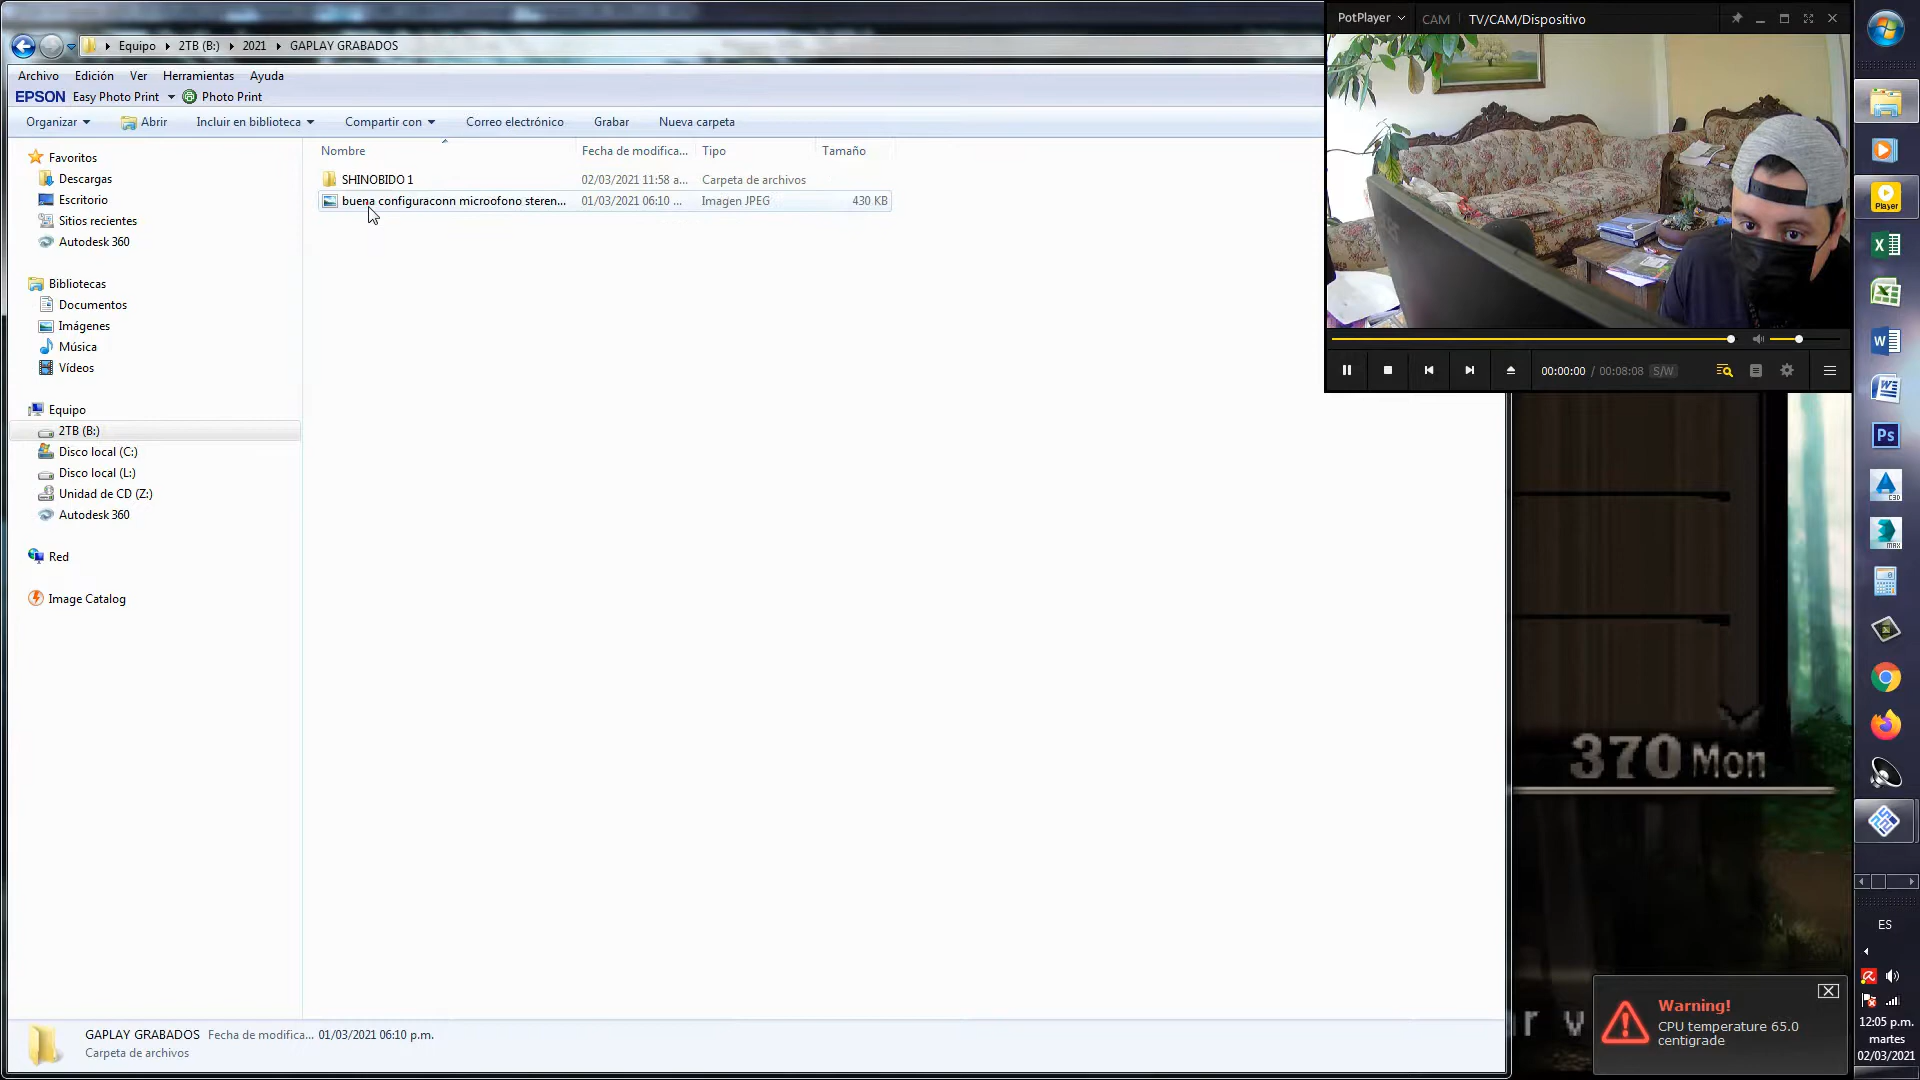 Equipo 2TB (B:) 2021 GAPLAY GRABADOS
Archivo Edición Ver Herramientas Ayuda
EPSON Easy Photo Print Photo Print
Organizar Abrir Incluir en biblioteca Compartir con Correo electrónico Grabar Nueva carpeta
Favoritos
Descargas
Escritorio
Sitios recientes
Autodesk 360
Bibliotecas
Documentos
Imágenes
Música
Vídeos
Equipo
2TB (B:)
Disco local (C:)
Disco local (L:)
Unidad de CD (Z:)
Autodesk 360
Red
Image Catalog
Nombre Fecha de modifica... Tipo Tamaño
SHINOBIDO 1 02/03/2021 11:58 a... Carpeta de archivos
buena configuraconn microofono steren... 01/03/2021 06:10 ... Imagen JPEG 430 KB
GAPLAY GRABADOS Fecha de modifica... 01/03/2021 06:10 p.m.
Carpeta de archivos
PotPlayer CAM TV/CAM/Dispositivo
00:00:00 / 00:08:08 S/W
370 Mon
Warning!
CPU temperature 65.0
centigrade
Player
Ps
C3D
MAX
ES
12:05 p.m.
martes
02/03/2021